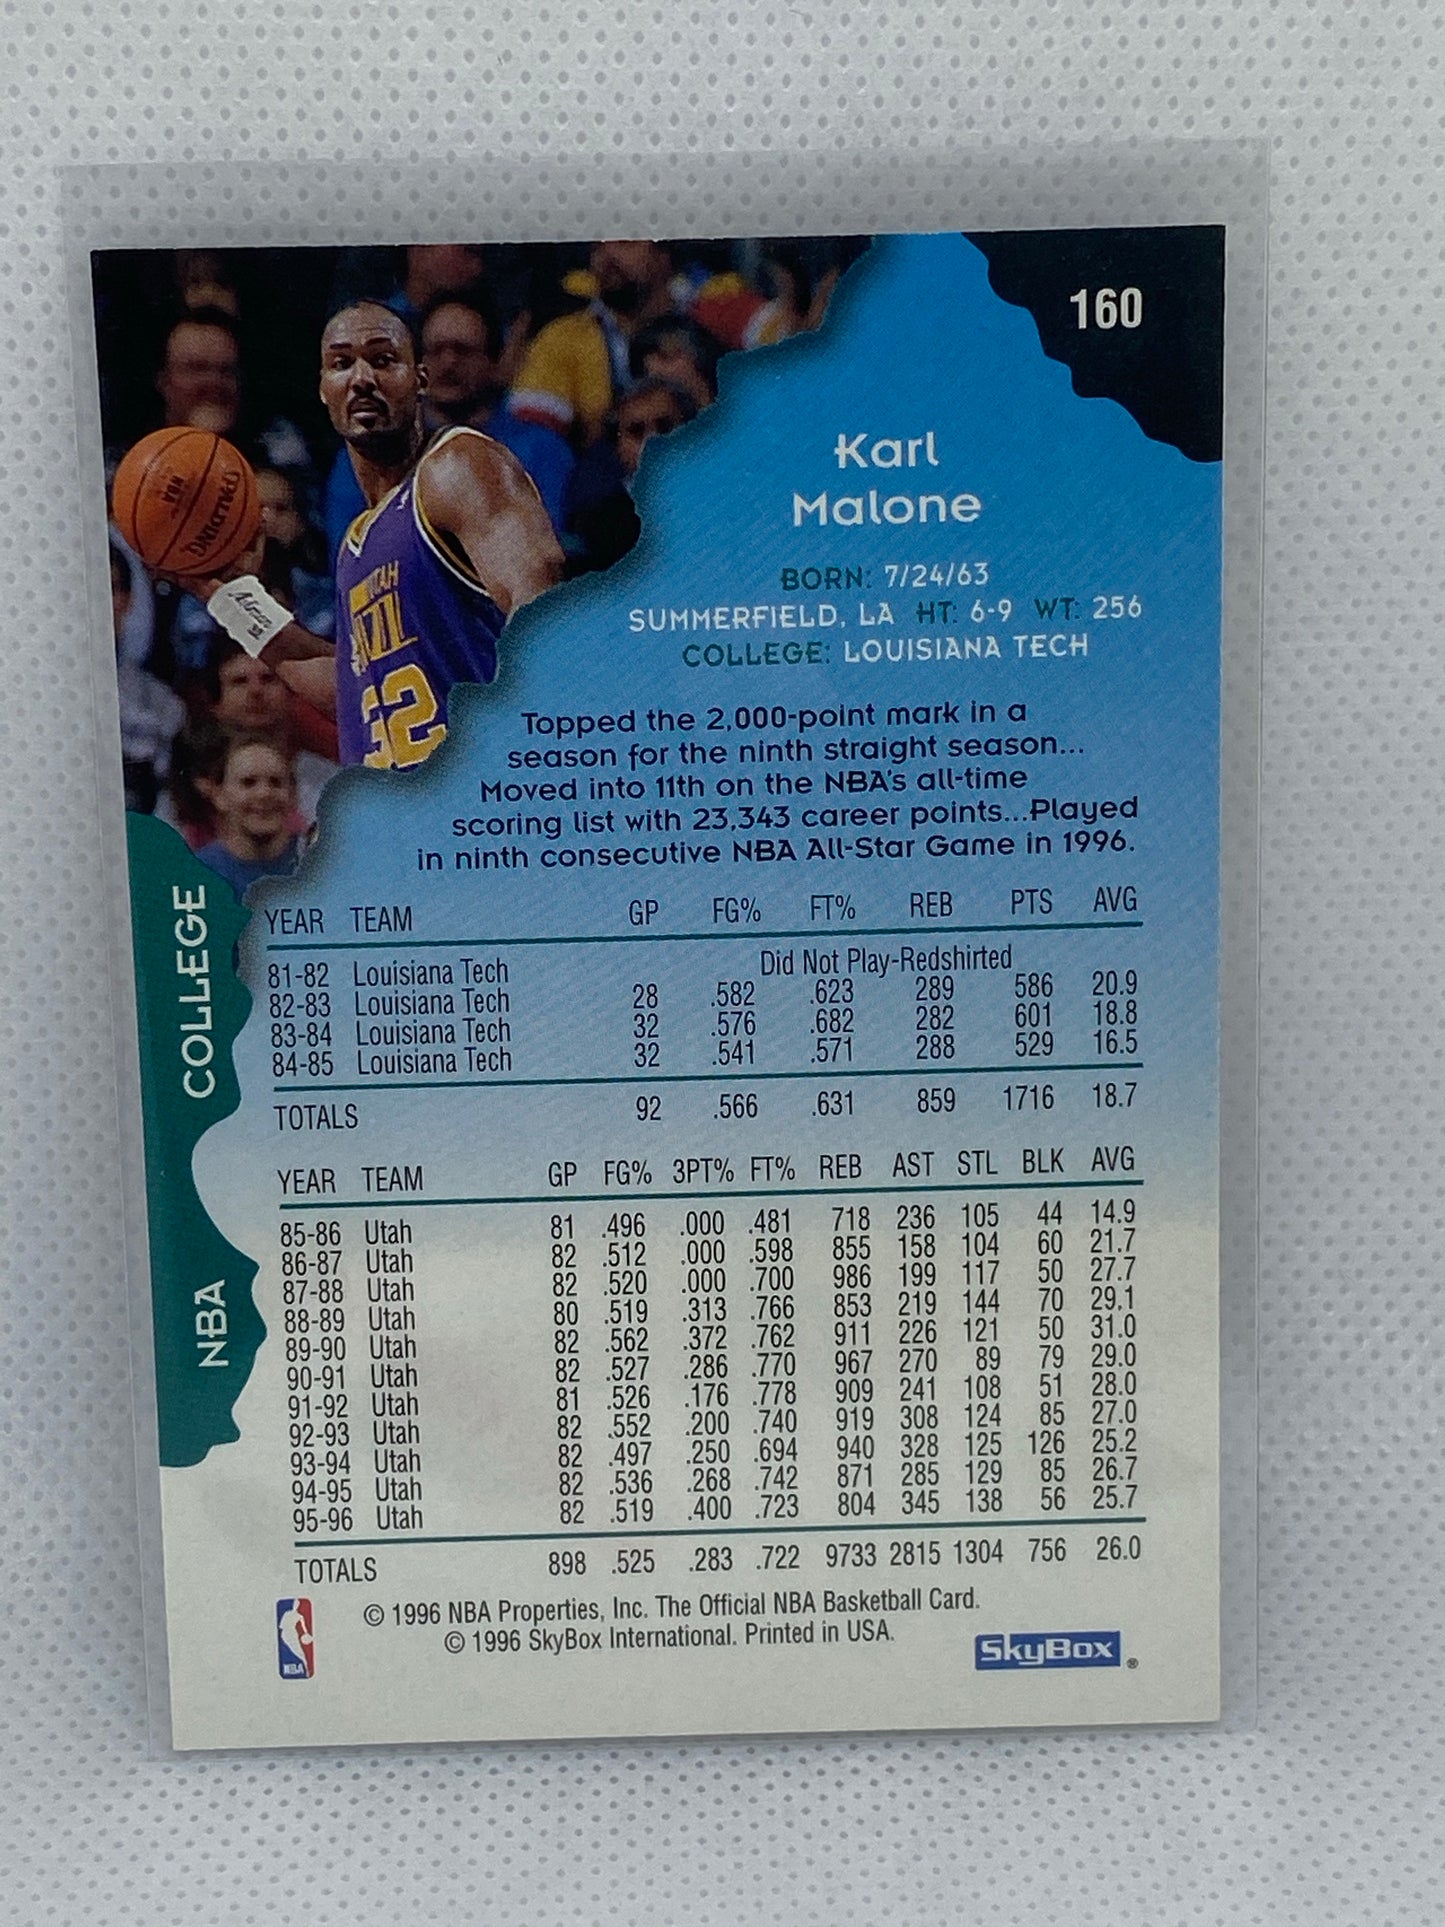 160
Karl
Malone
BORN: 7/24/63
SUMMERFIELD, LA HT: 6-9 WT: 256
COLLEGE: LOUISIANA TECH
Topped the 2,000-point mark in a
season for the ninth straight season...
Moved into 11th on the NBA's all-time
scoring list with 23,343 career points...Played
in ninth consecutive NBA All-Star Game in 1996.
SPALDING
NBA
UTAH
JAZZ
32
COLLEGE
YEAR TEAM GP FG% FT% REB PTS AVG
81-82 Louisiana Tech Did Not Play-Redshirted
82-83 Louisiana Tech 28 .582 .623 289 586 20.9
83-84 Louisiana Tech 32 .576 .682 282 601 18.8
84-85 Louisiana Tech 32 .541 .571 288 529 16.5
TOTALS 92 .566 .631 859 1716 18.7
NBA
YEAR TEAM GP FG% 3PT% FT% REB AST STL BLK AVG
85-86 Utah 81 .496 .000 .481 718 236 105 44 14.9
86-87 Utah 82 .512 .000 .598 855 158 104 60 21.7
87-88 Utah 82 .520 .000 .700 986 199 117 50 27.7
88-89 Utah 80 .519 .313 .766 853 219 144 70 29.1
89-90 Utah 82 .562 .372 .762 911 226 121 50 31.0
90-91 Utah 82 .527 .286 .770 967 270 89 79 29.0
91-92 Utah 81 .526 .176 .778 909 241 108 51 28.0
92-93 Utah 82 .552 .200 .740 919 308 124 85 27.0
93-94 Utah 82 .497 .250 .694 940 328 125 126 25.2
94-95 Utah 82 .536 .268 .742 871 285 129 85 26.7
95-96 Utah 82 .519 .400 .723 804 345 138 56 25.7
TOTALS 898 .525 .283 .722 9733 2815 1304 756 26.0
© 1996 NBA Properties, Inc. The Official NBA Basketball Card.
© 1996 SkyBox International. Printed in USA.
NBA
SkyBox ®